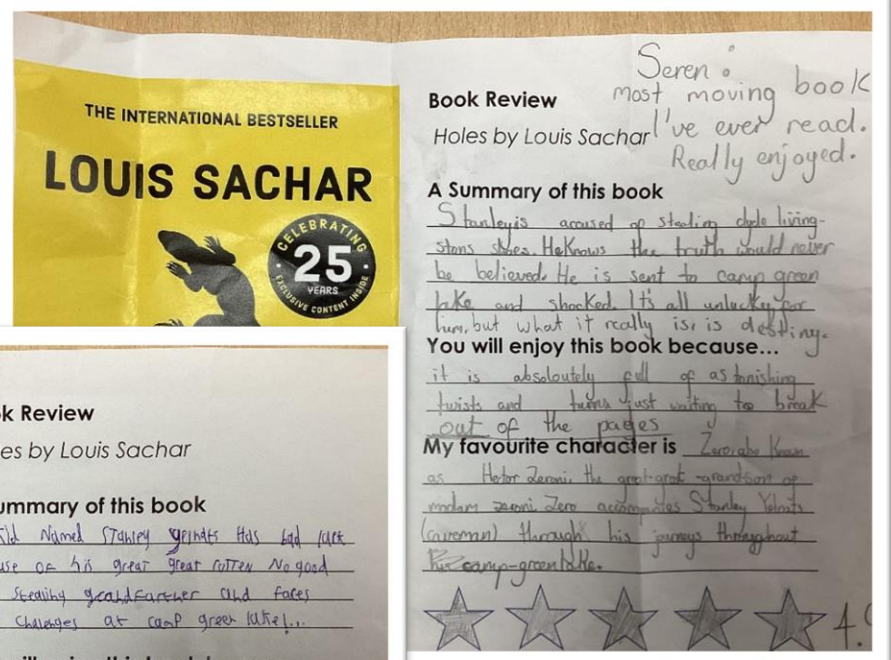 THE INTERNATIONAL BESTSELLER
LOUIS SACHAR
CELEBRATING
25
YEARS
EXCLUSIVE CONTENT INSIDE
Book Review
Holes by Louis Sachar
Seren:
most moving book
I've ever read.
Really enjoyed.
A Summary of this book
Stanley is accused of stealing clyde living-
stons shoes. He Knows the truth would never
be believed. He is sent to camp green
lake and shocked. It's all unlucky for
him, but what it really is, is destiny.
You will enjoy this book because...
it is absoloutely full of astonishing
twists and turns just waiting to break
out of the pages
My favourite character is Zero, also Known
as Hector Zeroni, the great-great-grandson of
madam zeroni Zero accompanies Stanley Yelnats
(caveman) through his journeys throughout
camp-greenlake.
4.
k Review
es by Louis Sachar
ummary of this book
Named Stanley has bad luck
use of his great great rotten No good
Stealing and faces
Challenges at camp green lake!..